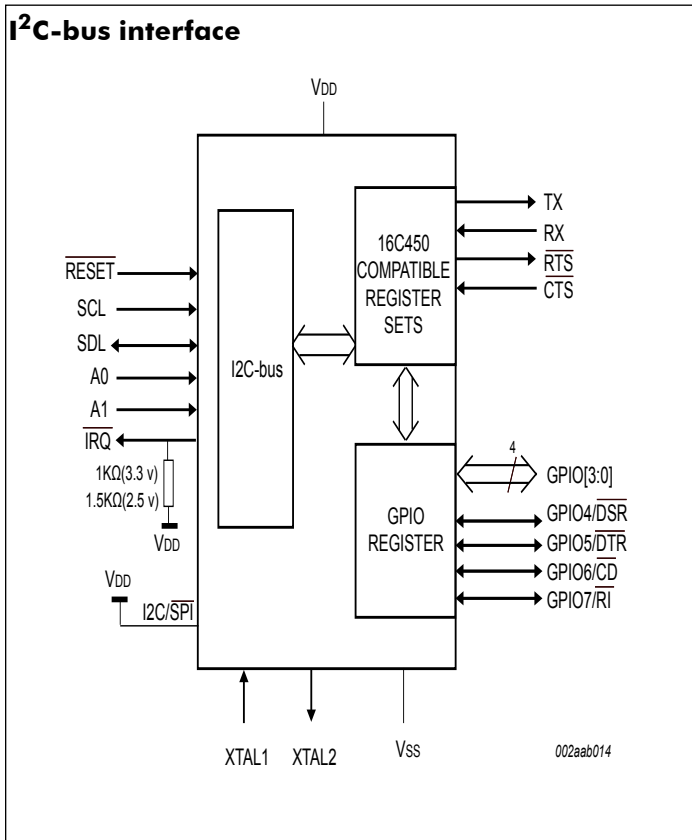 I²C-bus interface
VDD
RESET
SCL
SDL
A0
A1
IRQ
1KΩ(3.3 v)
1.5KΩ(2.5 v)
VDD
VDD
I2C/SPI
I2C-bus
16C450
COMPATIBLE
REGISTER
SETS
TX
RX
RTS
CTS
GPIO
REGISTER
4
GPIO[3:0]
GPIO4/DSR
GPIO5/DTR
GPIO6/CD
GPIO7/RI
XTAL1
XTAL2
VSS
002aab014